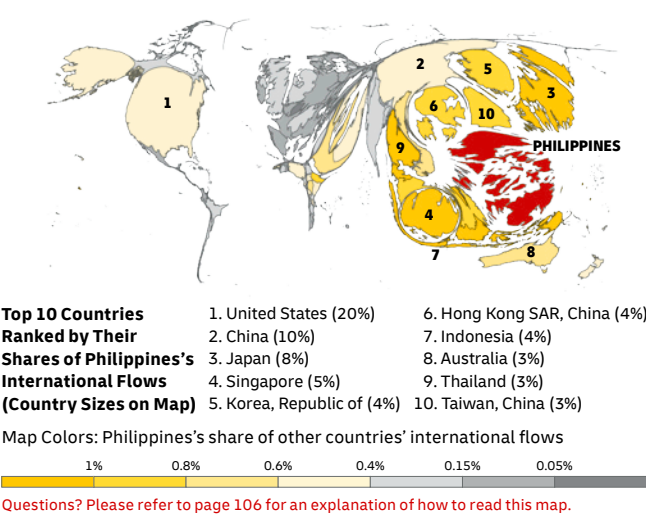 1
2
5
3
6
10
PHILIPPINES
9
4
7
8
Top 10 Countries
Ranked by Their
Shares of Philippines's
International Flows
(Country Sizes on Map)
1. United States (20%)
2. China (10%)
3. Japan (8%)
4. Singapore (5%)
5. Korea, Republic of (4%)
6. Hong Kong SAR, China (4%)
7. Indonesia (4%)
8. Australia (3%)
9. Thailand (3%)
10. Taiwan, China (3%)
Map Colors: Philippines's share of other countries' international flows
1% 0.8% 0.6% 0.4% 0.15% 0.05%
Questions? Please refer to page 106 for an explanation of how to read this map.